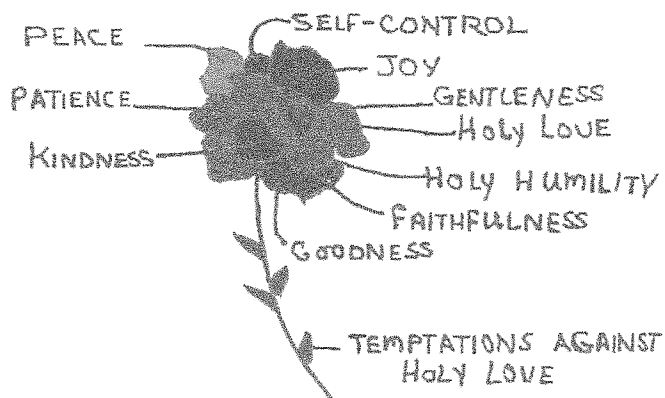 PEACE
SELF-CONTROL
JOY
PATIENCE
GENTLENESS
HOLY LOVE
KINDNESS
HOLY HUMILITY
FAITHFULNESS
GOODNESS
TEMPTATIONS AGAINST
HOLY LOVE